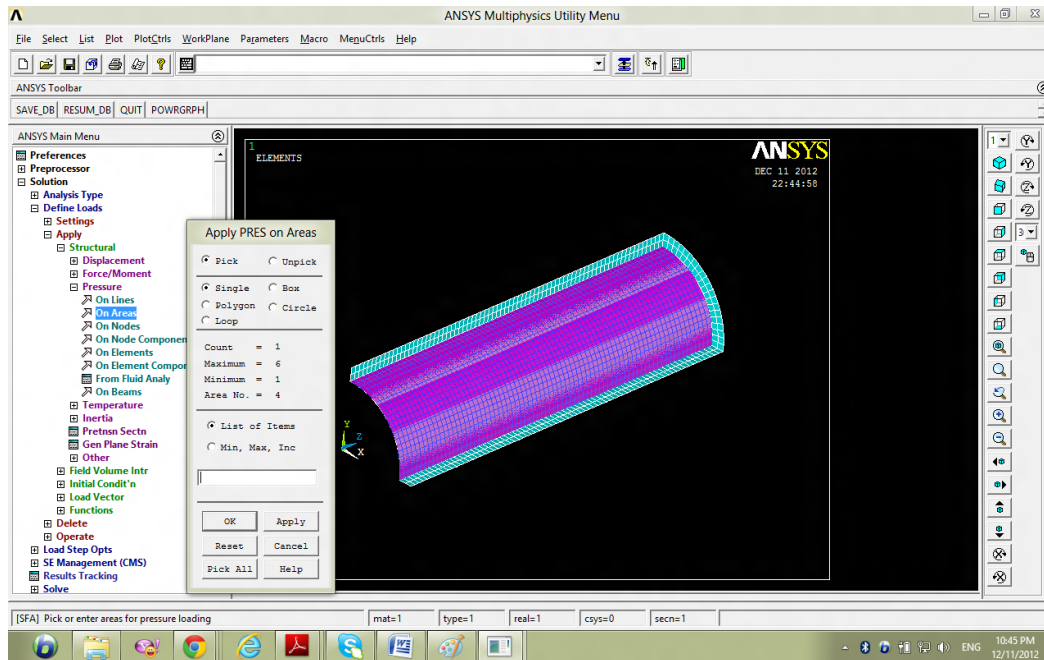 ANSYS Multiphysics Utility Menu
File Select List Plot PlotCtrls WorkPlane Parameters Macro MenuCtrls Help
ANSYS Toolbar
SAVE_DB RESUM_DB QUIT POWRGRPH
ANSYS Main Menu
Preferences
Preprocessor
Solution
Analysis Type
Define Loads
Settings
Apply
Structural
Displacement
Force/Moment
Pressure
On Lines
On Areas
On Nodes
On Node Componen
On Elements
On Element Compor
From Fluid Analy
On Beams
Temperature
Inertia
Pretnsn Sectn
Gen Plane Strain
Other
Field Volume Intr
Initial Condit'n
Load Vector
Functions
Delete
Operate
Load Step Opts
SE Management (CMS)
Results Tracking
Solve
Apply PRES on Areas
Pick Unpick
Single Box
Polygon Circle
Loop
Count = 1
Maximum = 6
Minimum = 1
Area No. = 4
List of Items
Min, Max, Inc
OK Apply
Reset Cancel
Pick All Help
1
ELEMENTS
ANSYS
DEC 11 2012
22:44:58
Y
Z
X
1
3
[SFA] Pick or enter areas for pressure loading
mat=1 type=1 real=1 csys=0 secn=1
ENG
10:45 PM
12/11/2012